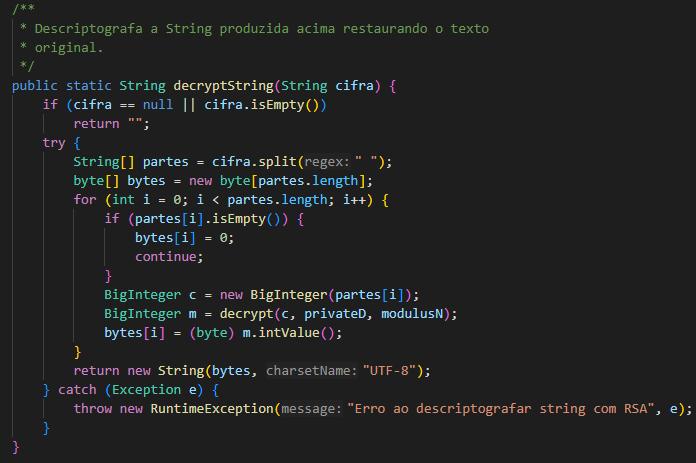 /**
 * Descriptografa a String produzida acima restaurando o texto
 * original.
 */
public static String decryptString(String cifra) {
    if (cifra == null || cifra.isEmpty())
        return "";
    try {
        String[] partes = cifra.split(regex: " ");
        byte[] bytes = new byte[partes.length];
        for (int i = 0; i < partes.length; i++) {
            if (partes[i].isEmpty()) {
                bytes[i] = 0;
                continue;
            }
            BigInteger c = new BigInteger(partes[i]);
            BigInteger m = decrypt(c, privateD, modulusN);
            bytes[i] = (byte) m.intValue();
        }
        return new String(bytes, charsetName: "UTF-8");
    } catch (Exception e) {
        throw new RuntimeException(message: "Erro ao descriptografar string com RSA", e);
    }
}